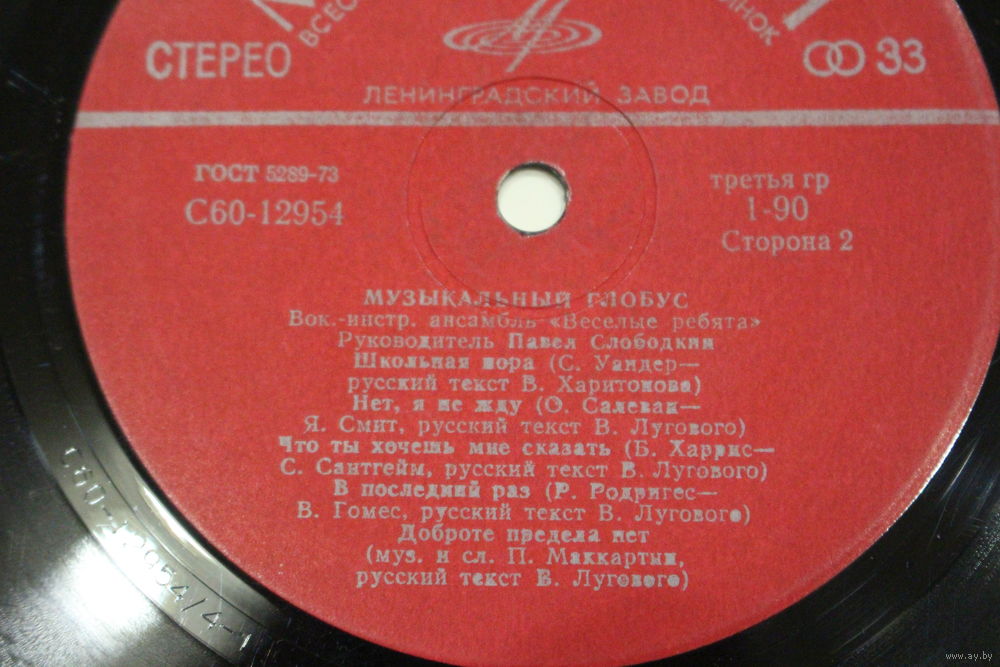 СТЕРЕО
33
ЛЕНИНГРАДСКИЙ ЗАВОД
ГОСТ 5289-73
С60-12954
третья гр
1-90
Сторона 2
МУЗЫКАЛЬНЫЙ ГЛОБУС
Вок.-инстр. ансамбль «Веселые ребята»
Руководитель Павел Слободкин
Школьная пора (С. Уандер—
русский текст В. Харитонова)
Нет, я не жду (О. Салеван—
Я. Смит, русский текст В. Лугового)
Что ты хочешь мне сказать (Б. Харрис—
С. Сантгейм, русский текст В. Лугового)
В последний раз (Р. Родригес—
В. Гомес, русский текст В. Лугового)
Доброте предела нет
(муз. и сл. П. Маккартни,
русский текст В. Лугового)
www.ay.by